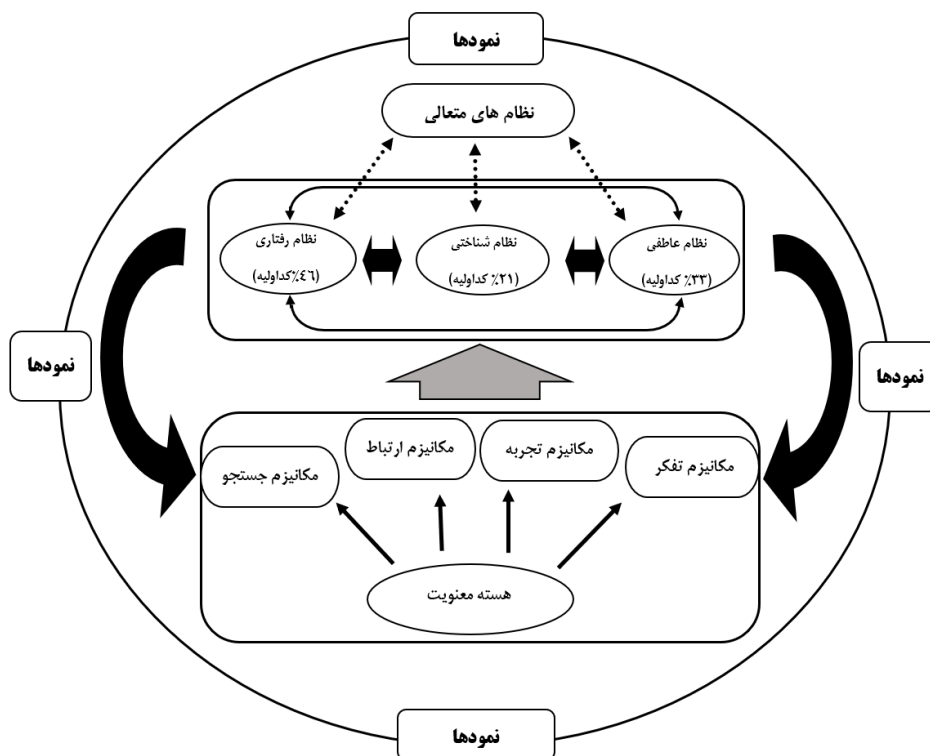 نمودها
نظام های متعالی
نظام عاطفی
(٣٣٪ کداولیه)
نظام شناختی
(٢١٪ کداولیه)
نظام رفتاری
(٤٦٪کداولیه)
نمودها
نمودها
مکانیزم تفکر
مکانیزم تجربه
مکانیزم ارتباط
مکانیزم جستجو
هسته معنویت
نمودها